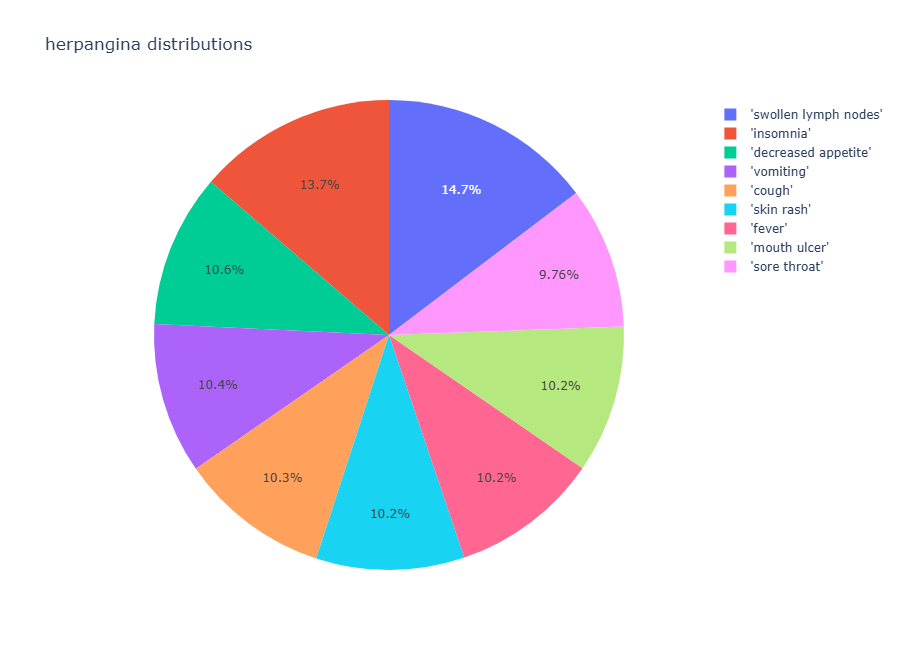 herpangina distributions
'swollen lymph nodes'
'insomnia'
'decreased appetite'
'vomiting'
'cough'
'skin rash'
'fever'
'mouth ulcer'
'sore throat'
13.7%
14.7%
10.6%
9.76%
10.4%
10.2%
10.3%
10.2%
10.2%